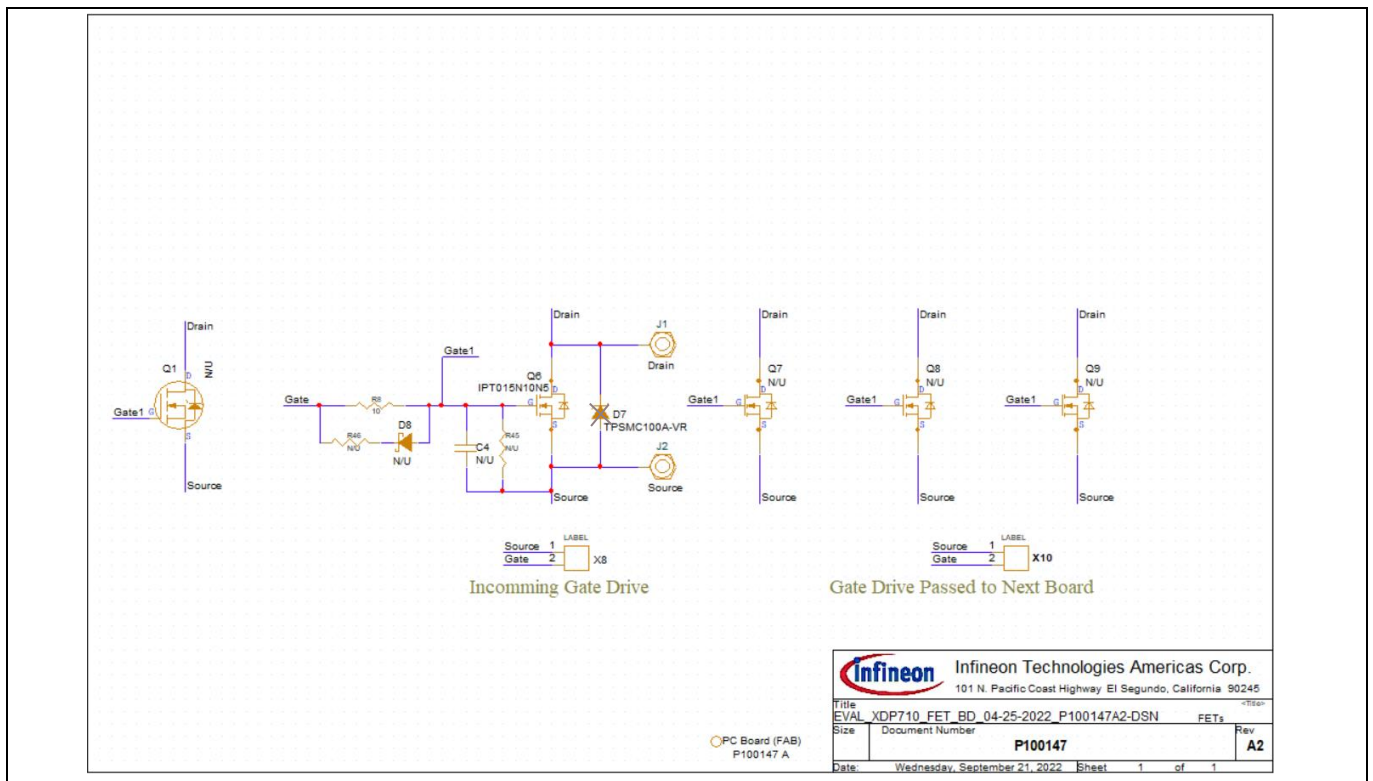 Drain
Q1
N/U
D
Gate1
G
S
Source
Gate
R8
10
R46
N/U
D8
N/U
Gate1
C4
N/U
R45
N/U
Drain
Q6
IPT015N10N5
D
G
S
Source
J1
Drain
D7
TPSMC100A-VR
J2
Source
Drain
Q7
N/U
D
Gate1
G
S
Source
Drain
Q8
N/U
D
Gate1
G
S
Source
Drain
Q9
N/U
D
Gate1
G
S
Source
LABEL
Source 1
Gate 2
X8
Incomming Gate Drive
LABEL
Source 1
Gate 2
X10
Gate Drive Passed to Next Board
infineon
Infineon Technologies Americas Corp.
101 N. Pacific Coast Highway El Segundo, California 90245
Title <Title>
EVAL_XDP710_FET_BD_04-25-2022_P100147A2-DSN FETs
Size Document Number Rev
P100147 A2
Date: Wednesday, September 21, 2022 Sheet 1 of 1
PC Board (FAB)
P100147 A